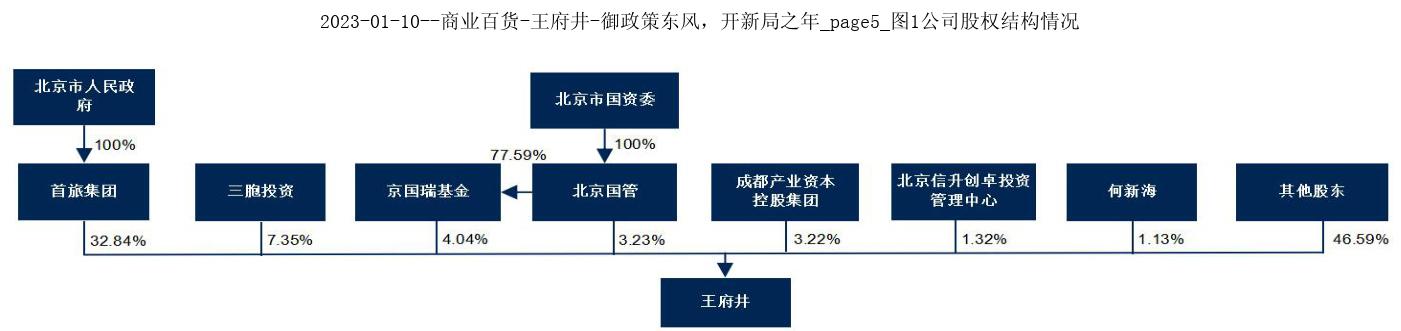 2023-01-10--商业百货-王府井-御政策东风，开新局之年_page5_图1公司股权结构情况
北京市人民政
府
北京市国资委
100%
77.59%
100%
首旅集团
三胞投资
京国瑞基金
北京国管
成都产业资本
控股集团
北京信升创卓投资
管理中心
何新海
其他股东
32.84%
7.35%
4.04%
3.23%
3.22%
1.32%
1.13%
46.59%
王府井